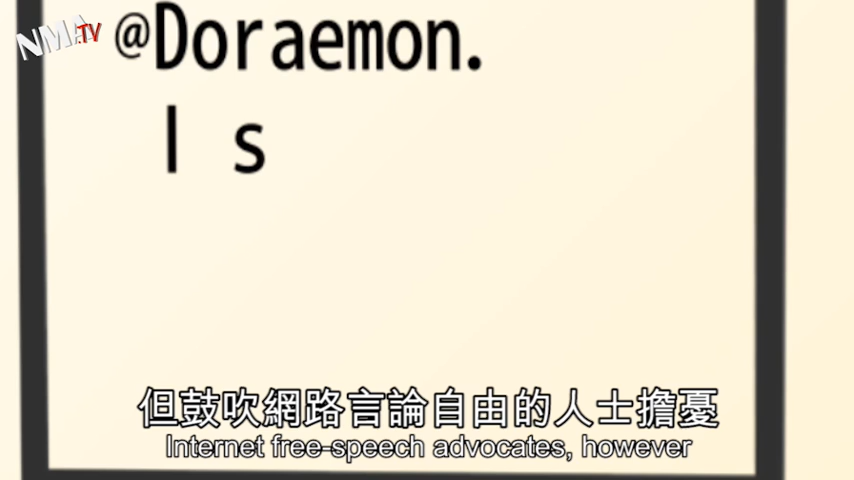 NMA.TV
@Doraemon.
I s
但鼓吹網路言論自由的人士擔憂
Internet free-speech advocates, however